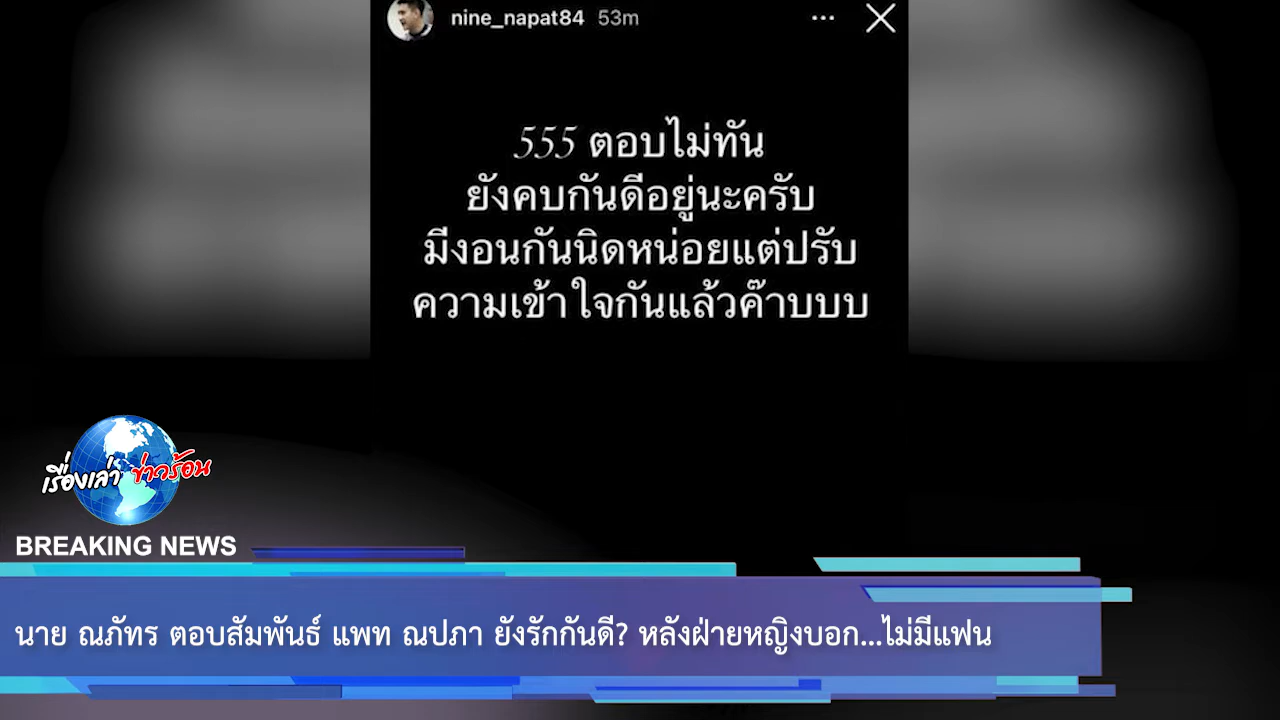 nine_napat84 53m
555 ตอบไม่ทัน
ยังคบกันดีอยู่นะครับ
มีงอนกันนิดหน่อยแต่ปรับ
ความเข้าใจกันแล้วค๊าบบบ
เรื่องเล่า ข่าวร้อน
BREAKING NEWS
นาย ณภัทร ตอบสัมพันธ์ แพท ณปภา ยังรักกันดี? หลังฝ่ายหญิงบอก...ไม่มีแฟน